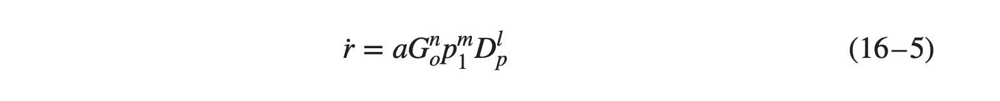 ṙ = aG_o^n p_1^m D_p^l (16–5)